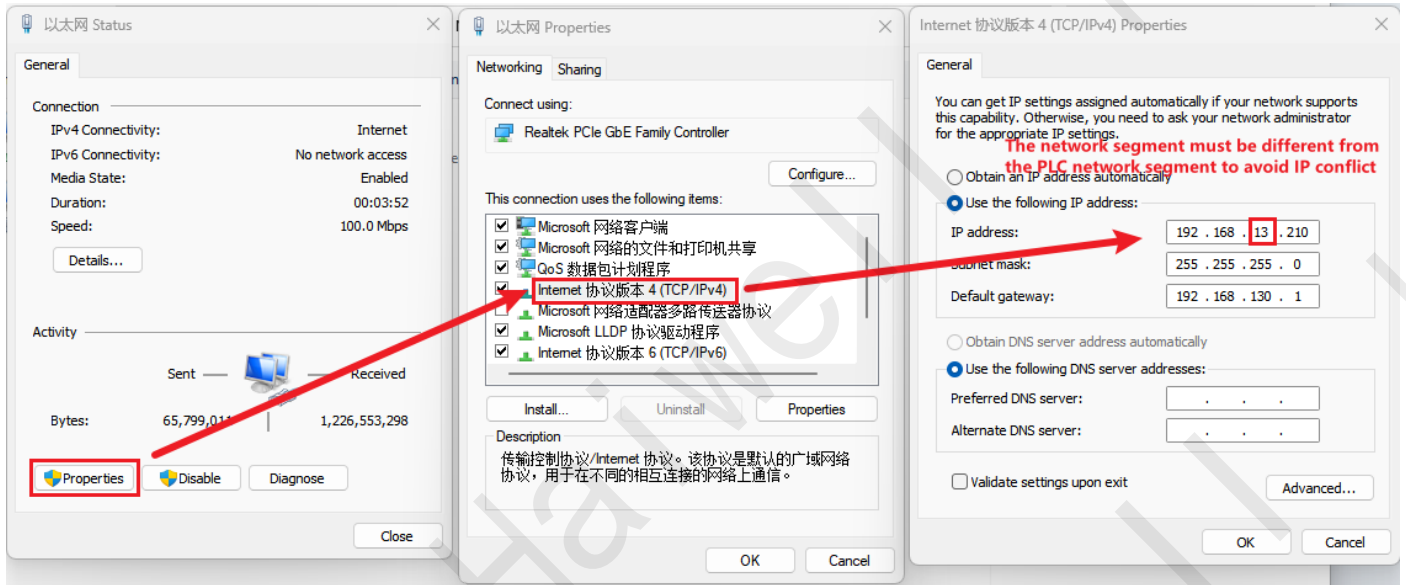 以太网 Status
General
Connection
IPv4 Connectivity: Internet
IPv6 Connectivity: No network access
Media State: Enabled
Duration: 00:03:52
Speed: 100.0 Mbps
Details...
Activity
Sent Received
Bytes: 65,799,011 1,226,553,298
Properties Disable Diagnose
Close
以太网 Properties
Networking Sharing
Connect using:
Realtek PCIe GbE Family Controller
Configure...
This connection uses the following items:
Microsoft 网络客户端
Microsoft 网络的文件和打印机共享
QoS 数据包计划程序
Internet 协议版本 4 (TCP/IPv4)
Microsoft 网络适配器多路传送器协议
Microsoft LLDP 协议驱动程序
Internet 协议版本 6 (TCP/IPv6)
Install... Uninstall Properties
Description
传输控制协议/Internet 协议。该协议是默认的广域网络
协议，用于在不同的相互连接的网络上通信。
OK Cancel
Internet 协议版本 4 (TCP/IPv4) Properties
General
You can get IP settings assigned automatically if your network supports
this capability. Otherwise, you need to ask your network administrator
for the appropriate IP settings.
The network segment must be different from
the PLC network segment to avoid IP conflict
Obtain an IP address automatically
Use the following IP address:
IP address: 192 . 168 . 13 . 210
Subnet mask: 255 . 255 . 255 . 0
Default gateway: 192 . 168 . 130 . 1
Obtain DNS server address automatically
Use the following DNS server addresses:
Preferred DNS server: . . .
Alternate DNS server: . . .
Validate settings upon exit
Advanced...
OK Cancel
Haiwell